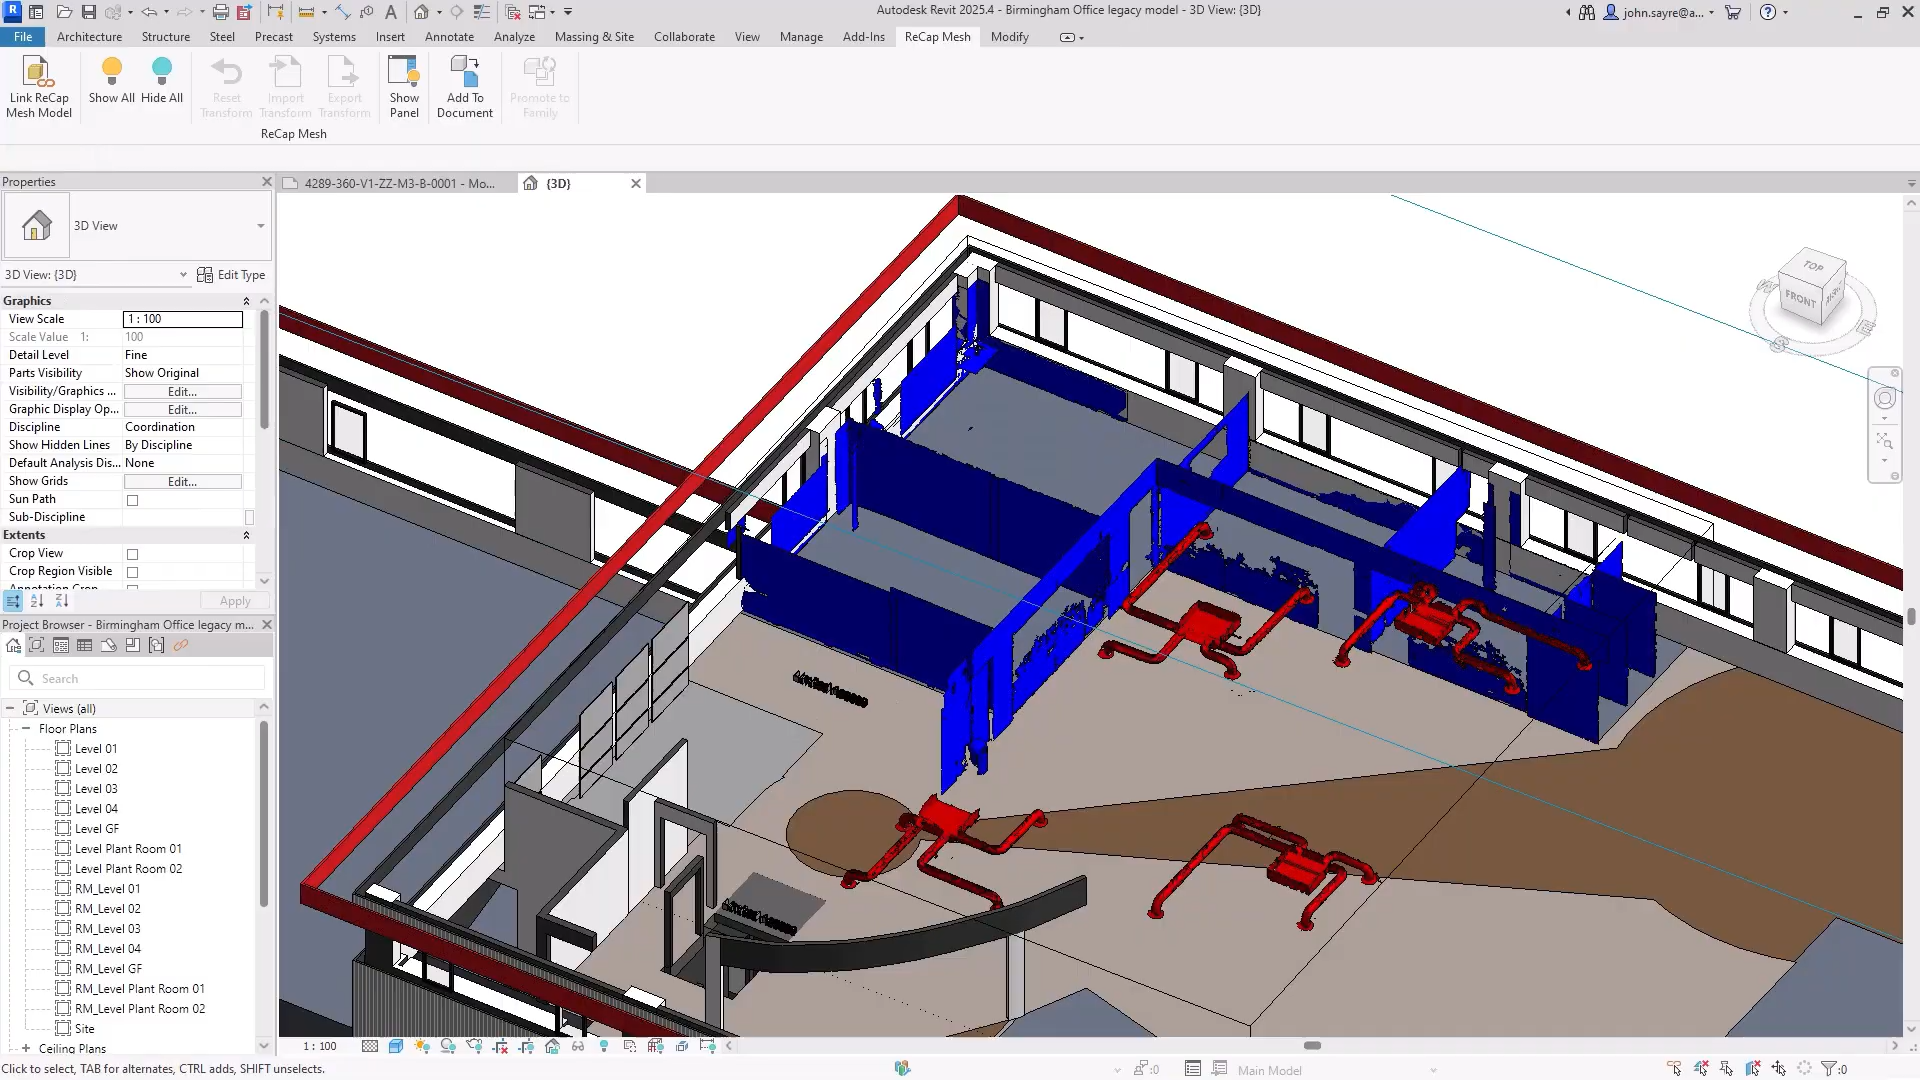 Autodesk Revit 2025.4 - Birmingham Office legacy model - 3D View: {3D}
john.sayre@a...
File Architecture Structure Steel Precast Systems Insert Annotate Analyze Massing & Site Collaborate View Manage Add-Ins ReCap Mesh Modify
Link ReCap
Mesh Model
Show All
Hide All
Reset
Transform
Import
Transform
Export
Transform
Show
Panel
Add To
Document
Promote to
Family
ReCap Mesh
Properties
4289-360-V1-ZZ-M3-B-0001 - Mo...
{3D}
3D View
3D View: {3D}
Edit Type
Graphics
View Scale 1 : 100
Scale Value 1: 100
Detail Level Fine
Parts Visibility Show Original
Visibility/Graphics ... Edit...
Graphic Display Op... Edit...
Discipline Coordination
Show Hidden Lines By Discipline
Default Analysis Dis... None
Show Grids Edit...
Sun Path
Sub-Discipline
Extents
Crop View
Crop Region Visible
Apply
Project Browser - Birmingham Office legacy m...
Search
Views (all)
Floor Plans
Level 01
Level 02
Level 03
Level 04
Level GF
Level Plant Room 01
Level Plant Room 02
RM_Level 01
RM_Level 02
RM_Level 03
RM_Level 04
RM_Level GF
RM_Level Plant Room 01
RM_Level Plant Room 02
Site
Ceiling Plans
TOP
FRONT
1 : 100
Click to select, TAB for alternates, CTRL adds, SHIFT unselects.
:0
Main Model
:0